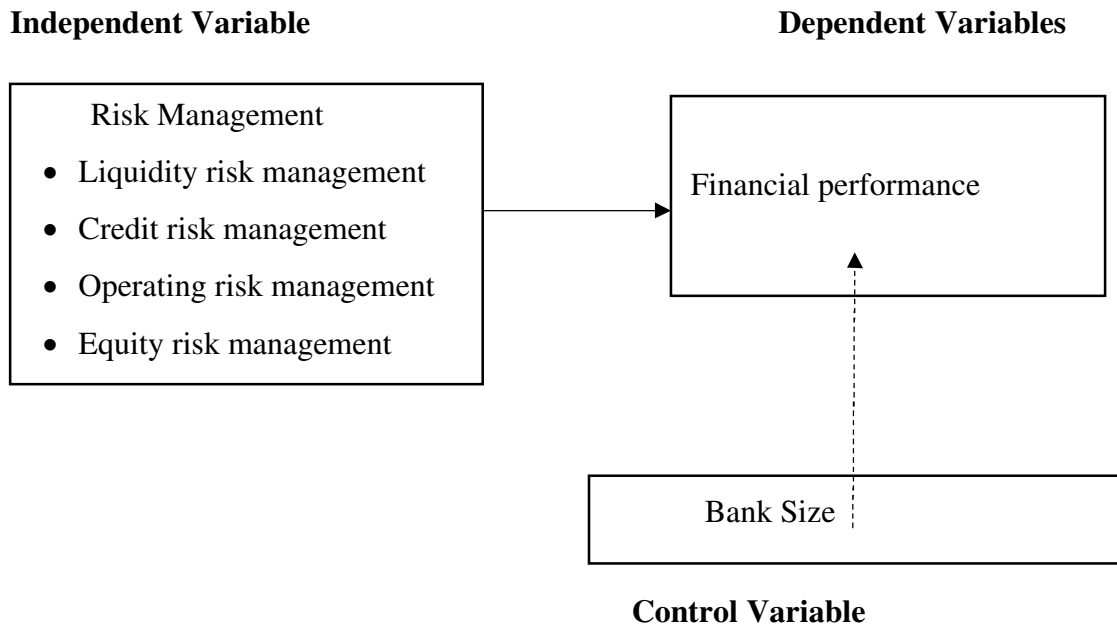 Independent Variable
Dependent Variables
Risk Management
• Liquidity risk management
• Credit risk management
• Operating risk management
• Equity risk management
Financial performance
Bank Size
Control Variable